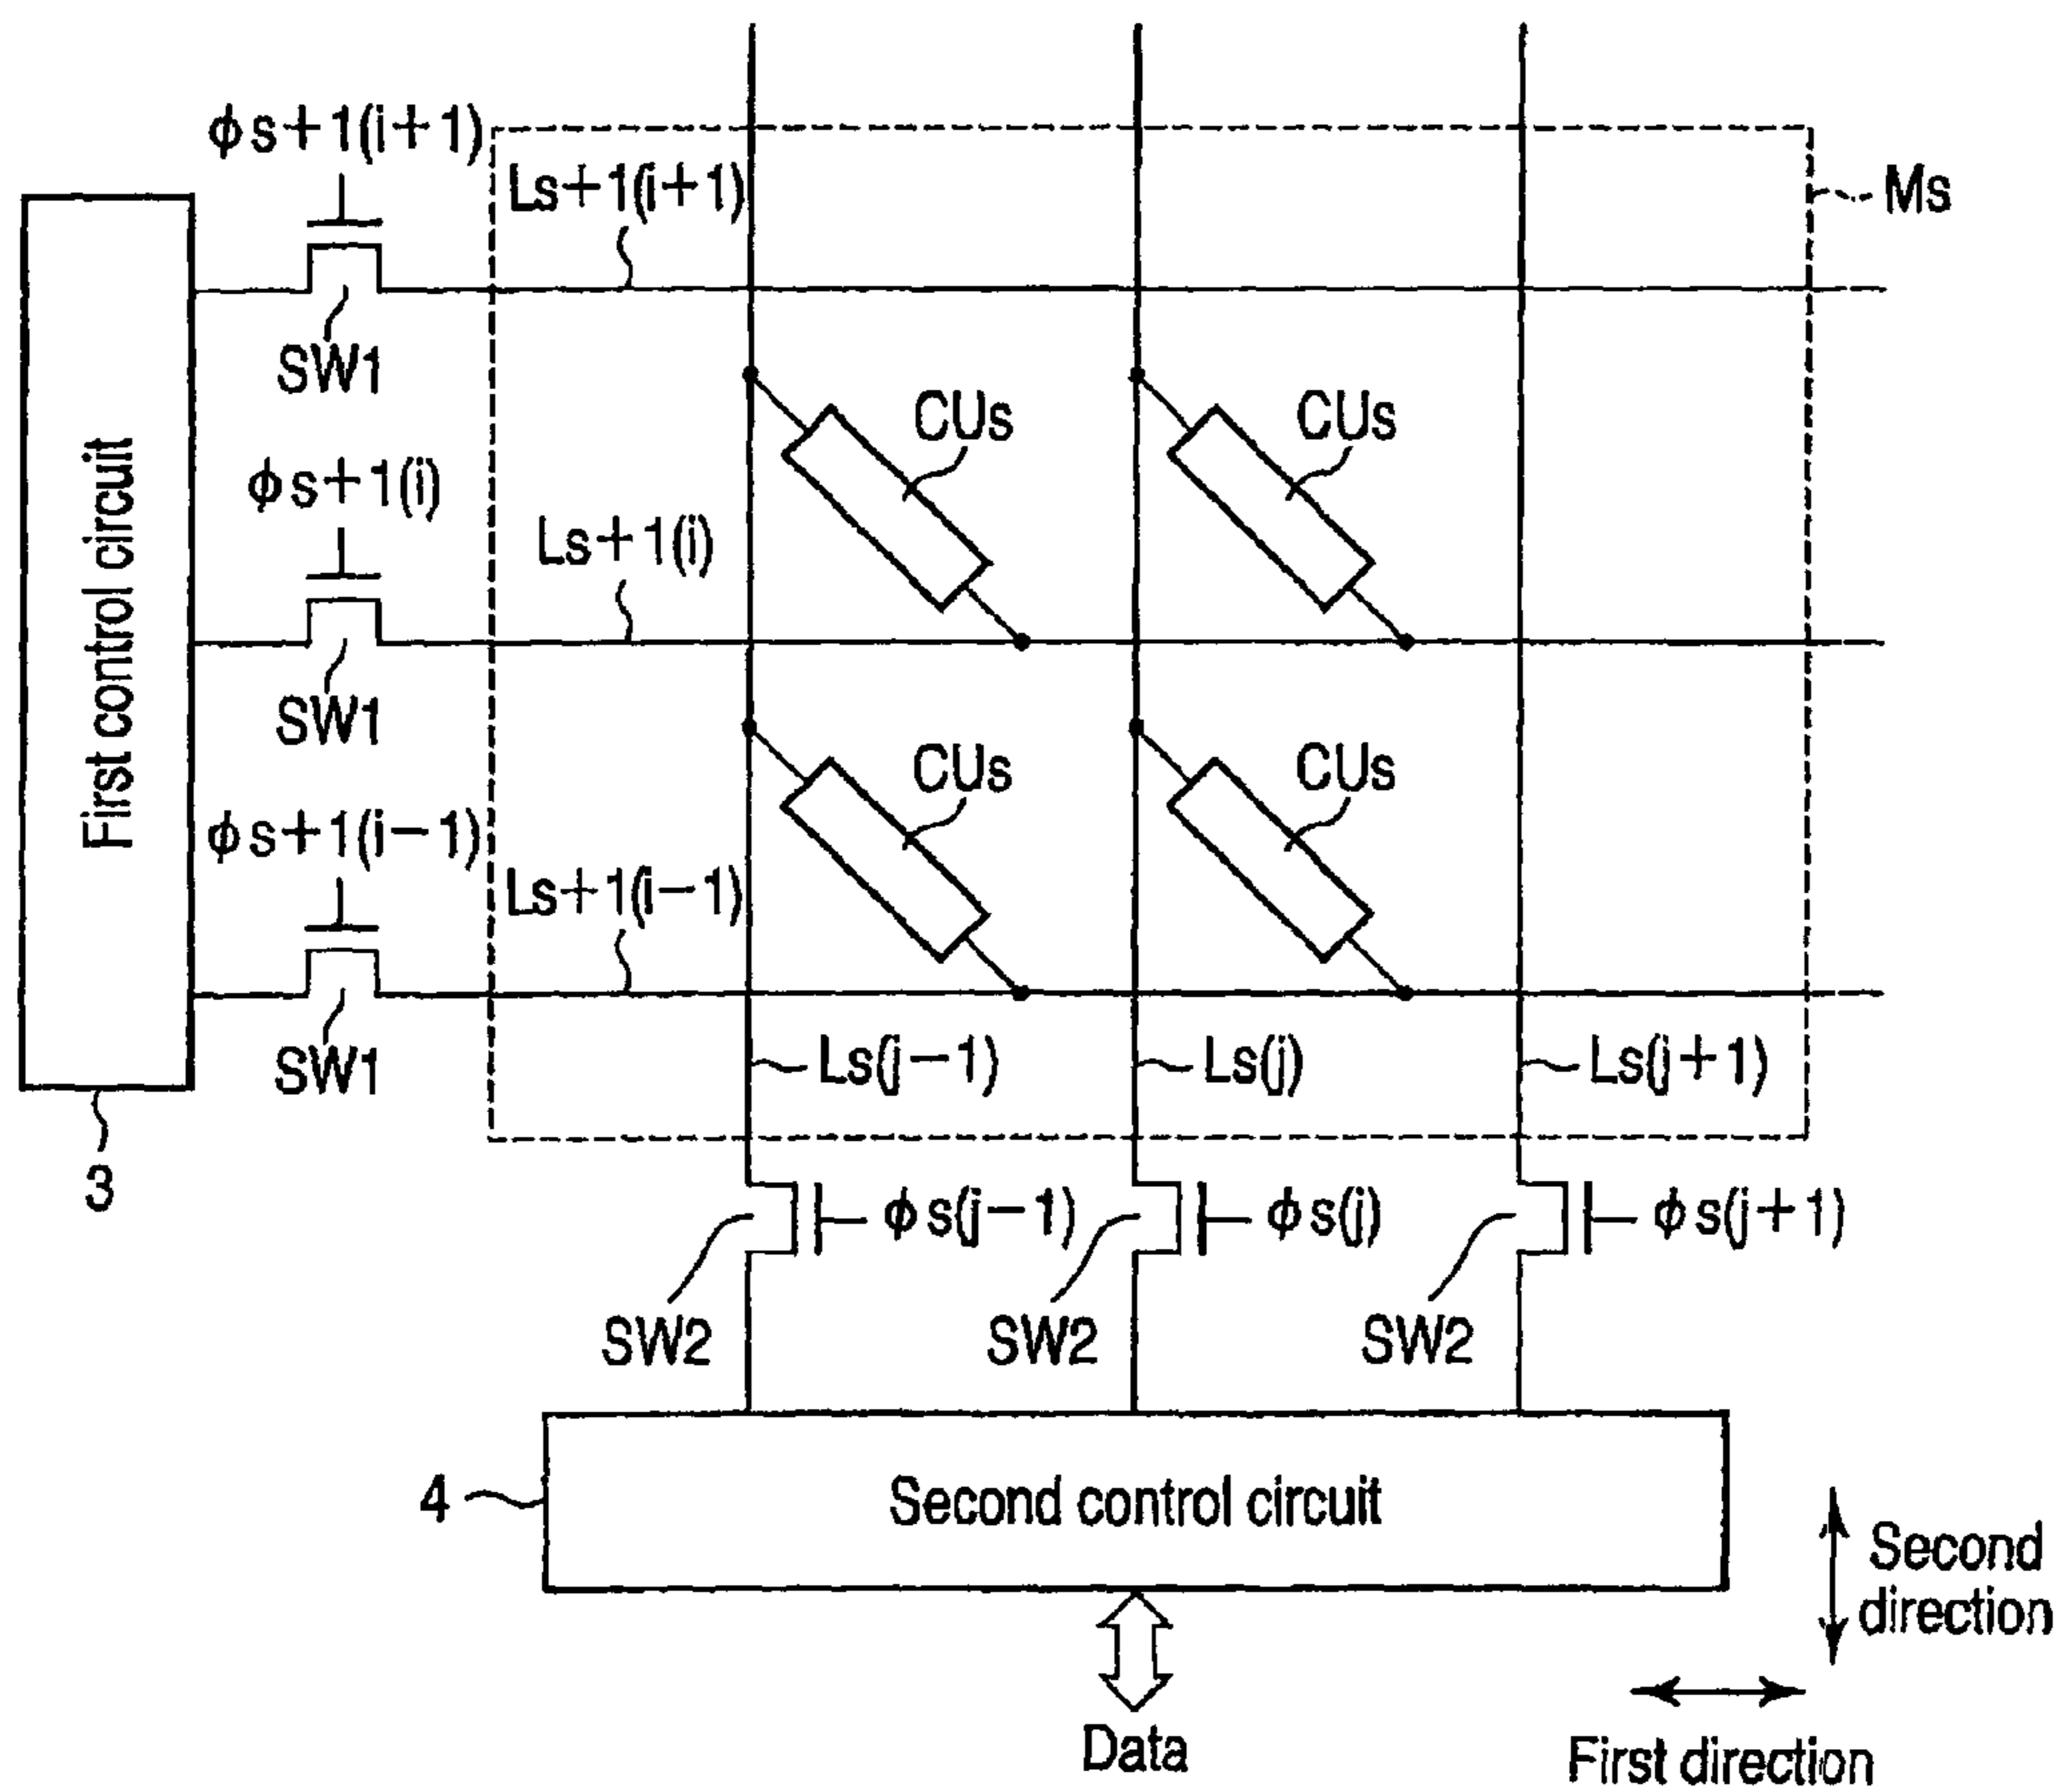 ϕs+1(i+1)
Ls+1(i+1)
Ms
SW1
CUs
CUs
First control circuit
ϕs+1(i)
Ls+1(i)
SW1
CUs
CUs
ϕs+1(i−1)
Ls+1(i−1)
SW1
Ls(j−1)
Ls(j)
Ls(j+1)
3
ϕs(j−1)
ϕs(j)
ϕs(j+1)
SW2
SW2
SW2
4
Second control circuit
Second
direction
Data
First direction